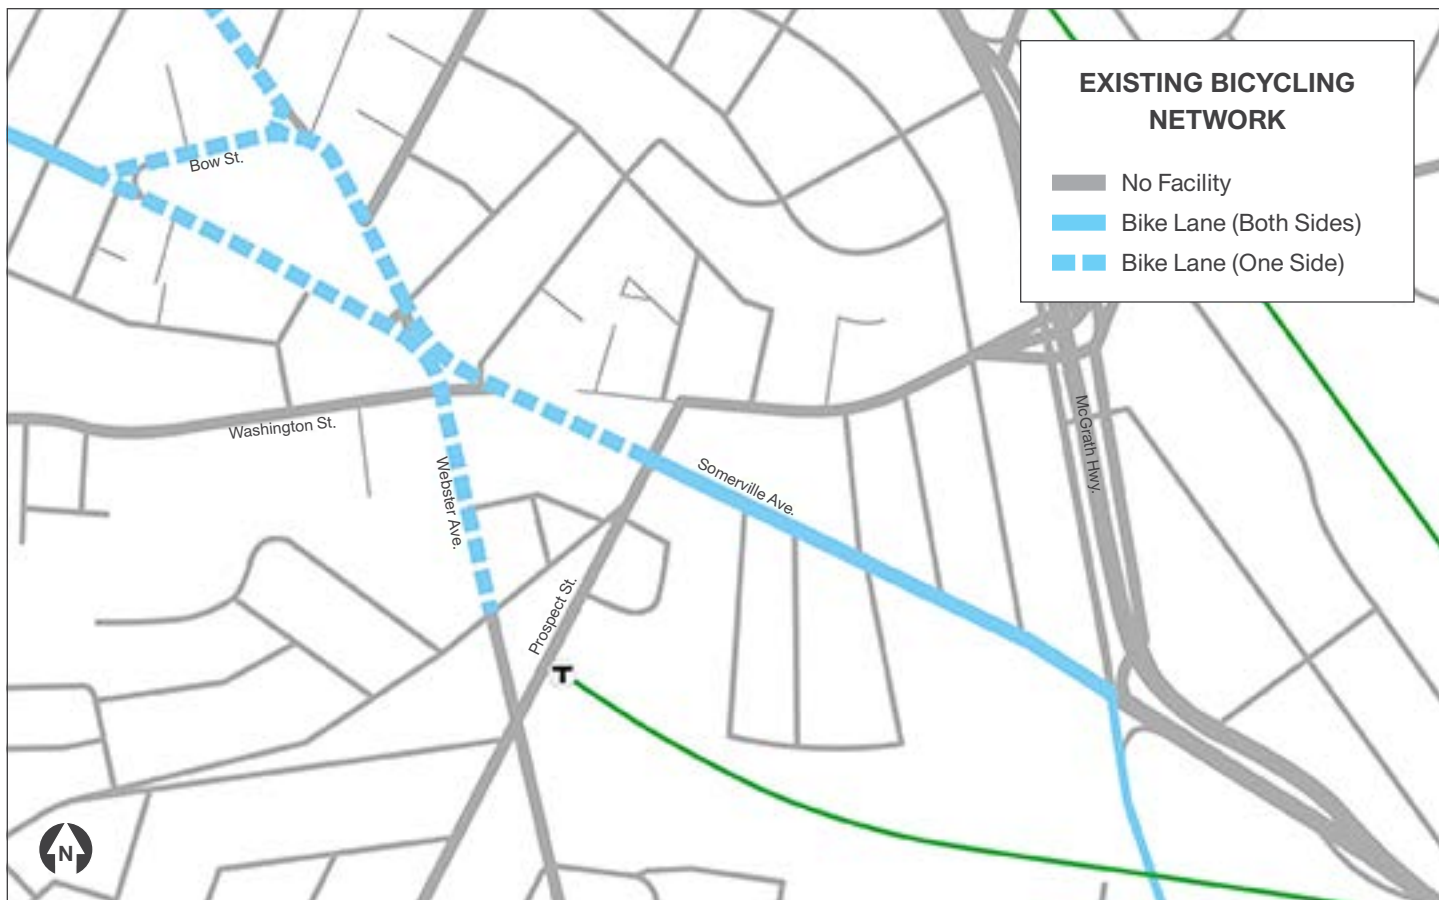 EXISTING BICYCLING
NETWORK
No Facility
Bike Lane (Both Sides)
Bike Lane (One Side)
Bow St.
Washington St.
Webster Ave.
Somerville Ave.
McGrath Hwy.
Prospect St.
T
N